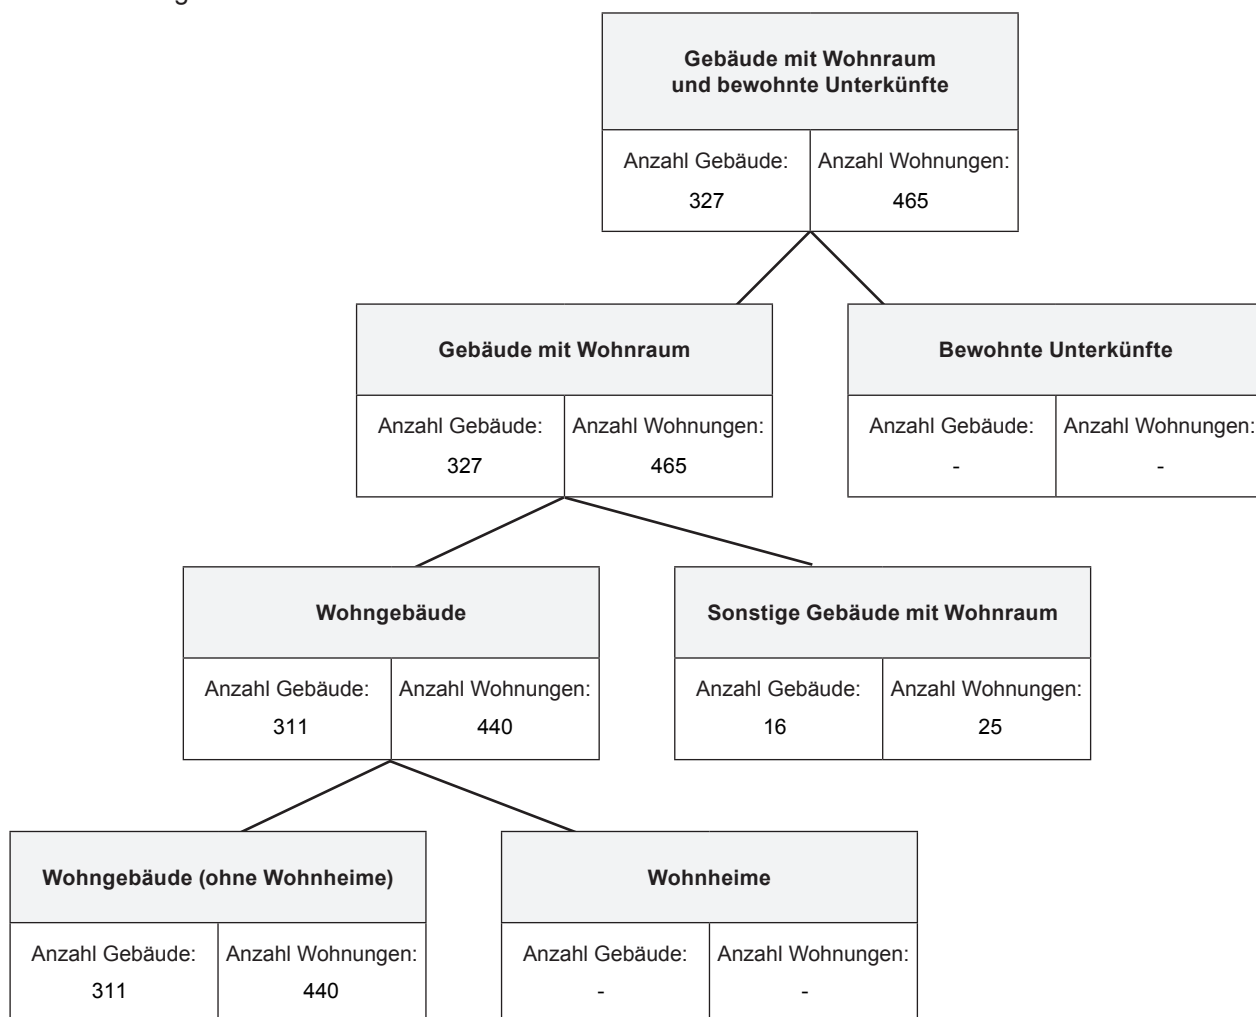 Gebäude mit Wohnraum
und bewohnte Unterkünfte
Anzahl Gebäude: Anzahl Wohnungen:
327 465
Gebäude mit Wohnraum
Anzahl Gebäude: Anzahl Wohnungen:
327 465
Bewohnte Unterkünfte
Anzahl Gebäude: Anzahl Wohnungen:
- -
Wohngebäude
Anzahl Gebäude: Anzahl Wohnungen:
311 440
Sonstige Gebäude mit Wohnraum
Anzahl Gebäude: Anzahl Wohnungen:
16 25
Wohngebäude (ohne Wohnheime)
Anzahl Gebäude: Anzahl Wohnungen:
311 440
Wohnheime
Anzahl Gebäude: Anzahl Wohnungen:
- -